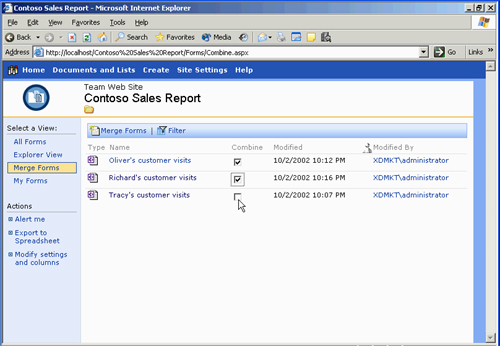 Contoso Sales Report - Microsoft Internet Explorer
File Edit View Favorites Tools Help
Back Search Favorites Media
Address http://localhost/Contoso%20Sales%20Report/Forms/Combine.aspx Go Links »
Home Documents and Lists Create Site Settings Help
Team Web Site
Contoso Sales Report
Select a View:
All Forms
Explorer View
Merge Forms
My Forms
Actions
Alert me
Export to
Spreadsheet
Modify settings
and columns
Merge Forms | Filter
Type Name Combine Modified Modified By
Oliver's customer visits 10/2/2002 10:12 PM XDMKT\administrator
Richard's customer visits 10/2/2002 10:16 PM XDMKT\administrator
Tracy's customer visits 10/2/2002 10:07 PM XDMKT\administrator